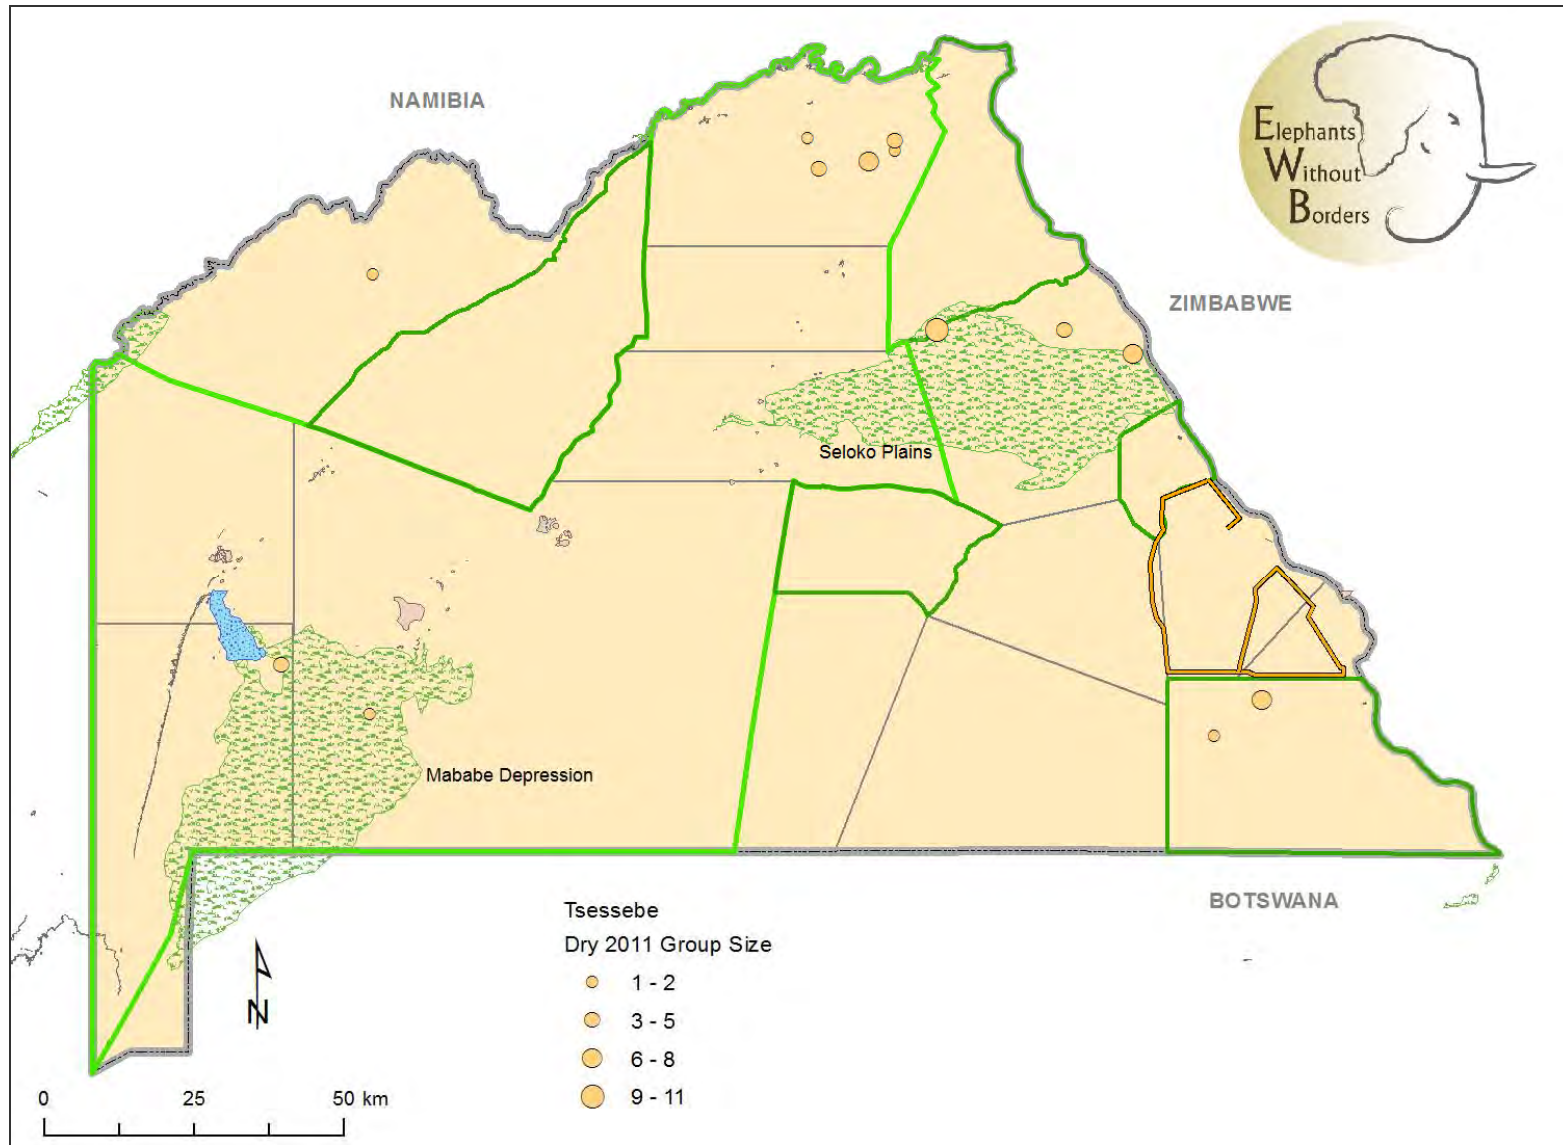 NAMIBIA
Elephants
Without
Borders
ZIMBABWE
Seloko Plains
Mababe Depression
BOTSWANA
Tsessebe
Dry 2011 Group Size
1 - 2
3 - 5
6 - 8
9 - 11
N
0 25 50 km